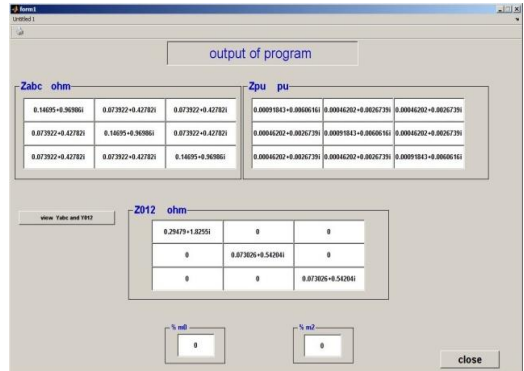 form1
Untitled 1
output of program
Zabc ohm
0.14695+0.96986i 0.073922+0.42782i 0.073922+0.42782i
0.073922+0.42782i 0.14695+0.96986i 0.073922+0.42782i
0.073922+0.42782i 0.073922+0.42782i 0.14695+0.96986i
Zpu pu
0.00091843+0.0060616i 0.00046202+0.0026739i 0.00046202+0.0026739i
0.00046202+0.0026739i 0.00091843+0.0060616i 0.00046202+0.0026739i
0.00046202+0.0026739i 0.00046202+0.0026739i 0.00091843+0.0060616i
view Yabc and Y012
Z012 ohm
0.29479+1.8255i 0 0
0 0.073026+0.54204i 0
0 0 0.073026+0.54204i
% m0
0
% m2
0
close